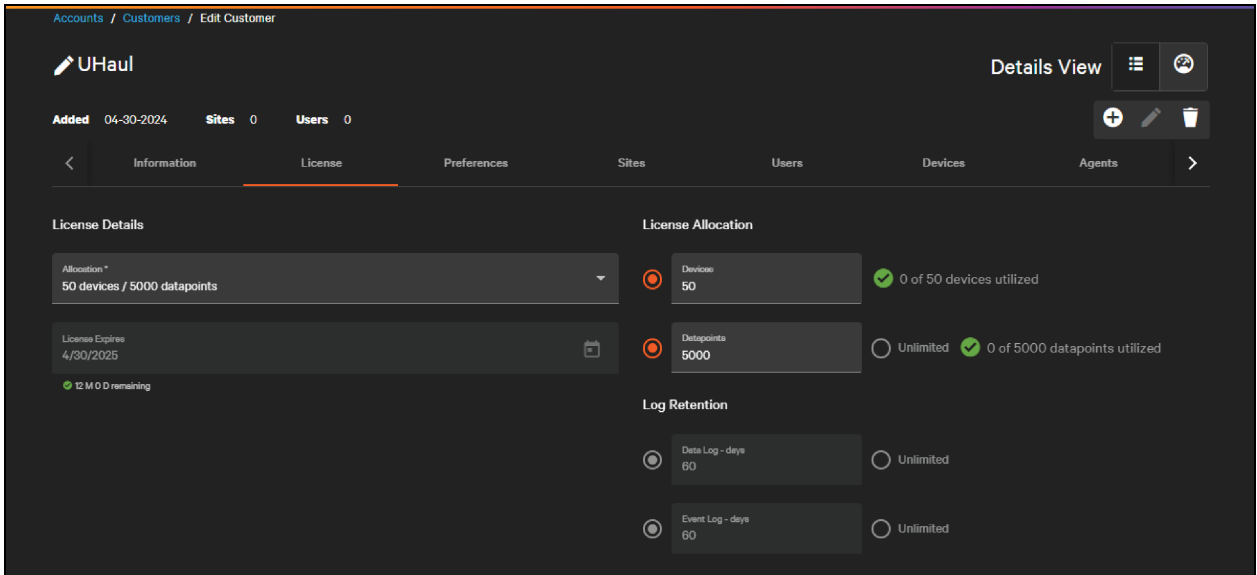 Accounts / Customers / Edit Customer
UHaul
Details View
Added 04-30-2024 Sites 0 Users 0
Information License Preferences Sites Users Devices Agents
License Details
License Allocation
Allocation *
50 devices / 5000 datapoints
Devices
50
0 of 50 devices utilized
License Expires
4/30/2025
12 M 0 D remaining
Datapoints
5000
Unlimited
0 of 5000 datapoints utilized
Log Retention
Data Log - days
60
Unlimited
Event Log - days
60
Unlimited